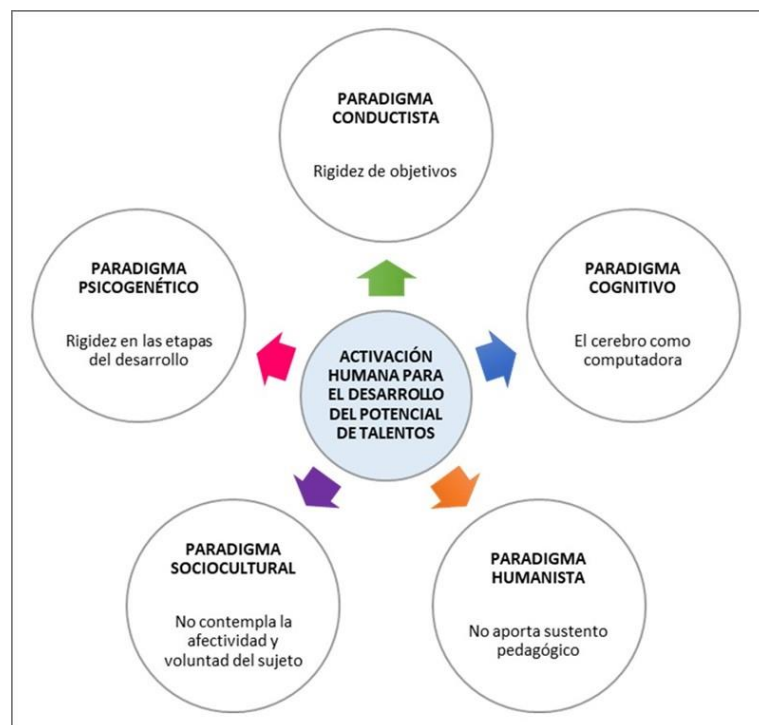 PARADIGMA
CONDUCTISTA
Rigidez de objetivos
PARADIGMA
PSICOGENÉTICO
Rigidez en las etapas
del desarrollo
PARADIGMA
COGNITIVO
El cerebro como
computadora
ACTIVACIÓN
HUMANA PARA
EL DESARROLLO
DEL POTENCIAL
DE TALENTOS
PARADIGMA
SOCIOCULTURAL
No contempla la
afectividad y
voluntad del sujeto
PARADIGMA
HUMANISTA
No aporta sustento
pedagógico